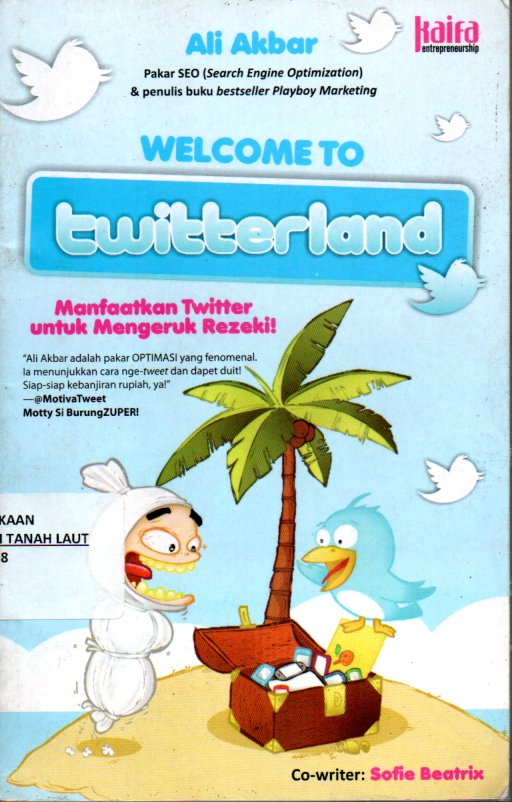 Ali Akbar
kaifa
entrepreneurship
Pakar SEO (Search Engine Optimization)
& penulis buku bestseller Playboy Marketing
WELCOME TO
twitterland
Manfaatkan Twitter
untuk Mengeruk Rezeki!
“Ali Akbar adalah pakar OPTIMASI yang fenomenal.
Ia menunjukkan cara nge-tweet dan dapet duit!
Siap-siap kebanjiran rupiah, ya!”
—@MotivaTweet
Motty Si BurungZUPER!
KAAN
I TANAH LAUT
8
Co-writer: Sofie Beatrix